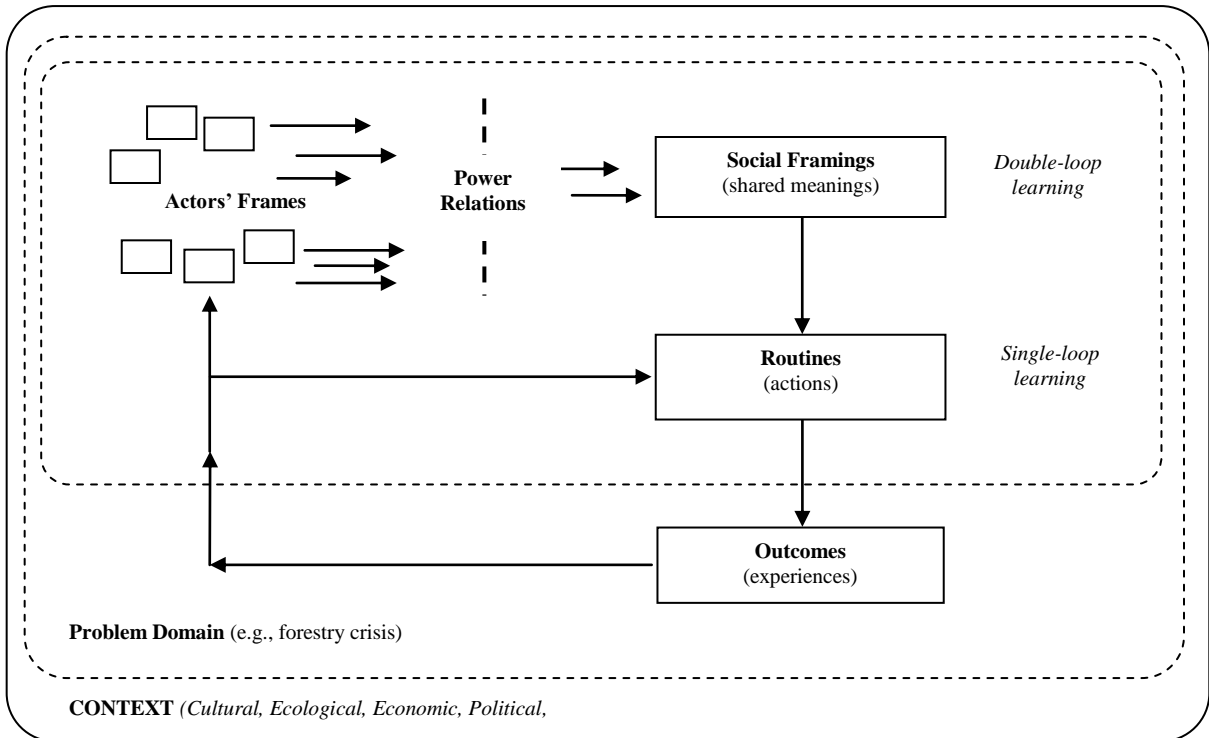 Social Framings
(shared meanings)
Double-loop
learning
Power
Relations
Actors’ Frames
Routines
(actions)
Single-loop
learning
Outcomes
(experiences)
Problem Domain (e.g., forestry crisis)
CONTEXT (Cultural, Ecological, Economic, Political,